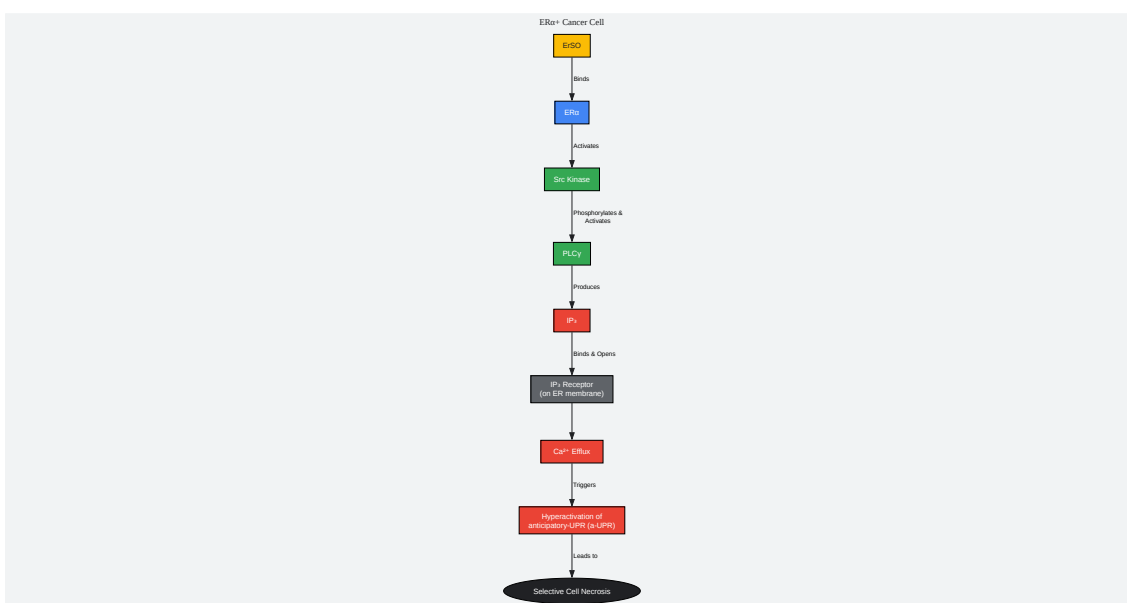 ERα+ Cancer Cell
ErSO
Binds
ERα
Activates
Src Kinase
Phosphorylates &
Activates
PLCγ
Produces
IP₃
Binds & Opens
IP₃ Receptor
(on ER membrane)
Ca²⁺ Efflux
Triggers
Hyperactivation of
anticipatory-UPR (a-UPR)
Leads to
Selective Cell Necrosis